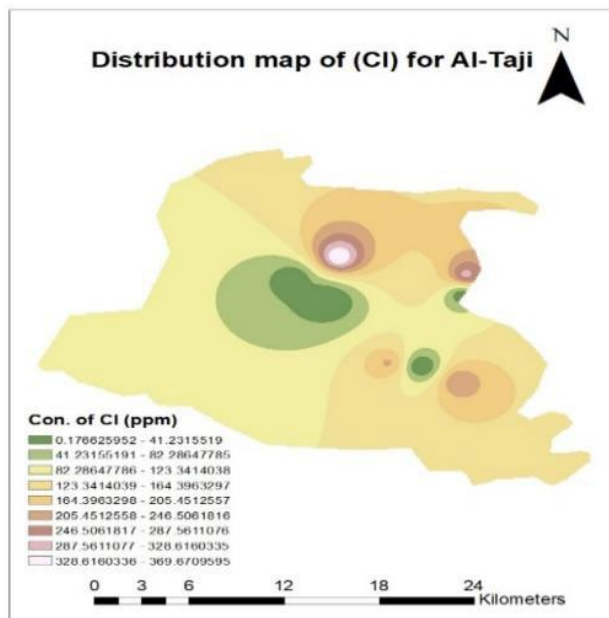 N
Distribution map of (Cl) for Al-Taji
Con. of Cl (ppm)
0.176625952 - 41.2315519
41.23155191 - 82.28647785
82.28647786 - 123.3414038
123.3414039 - 164.3963297
164.3963298 - 205.4512557
205.4512558 - 246.5061816
246.5061817 - 287.5611076
287.5611077 - 328.6160335
328.6160336 - 369.6709595
0 3 6 12 18 24
Kilometers